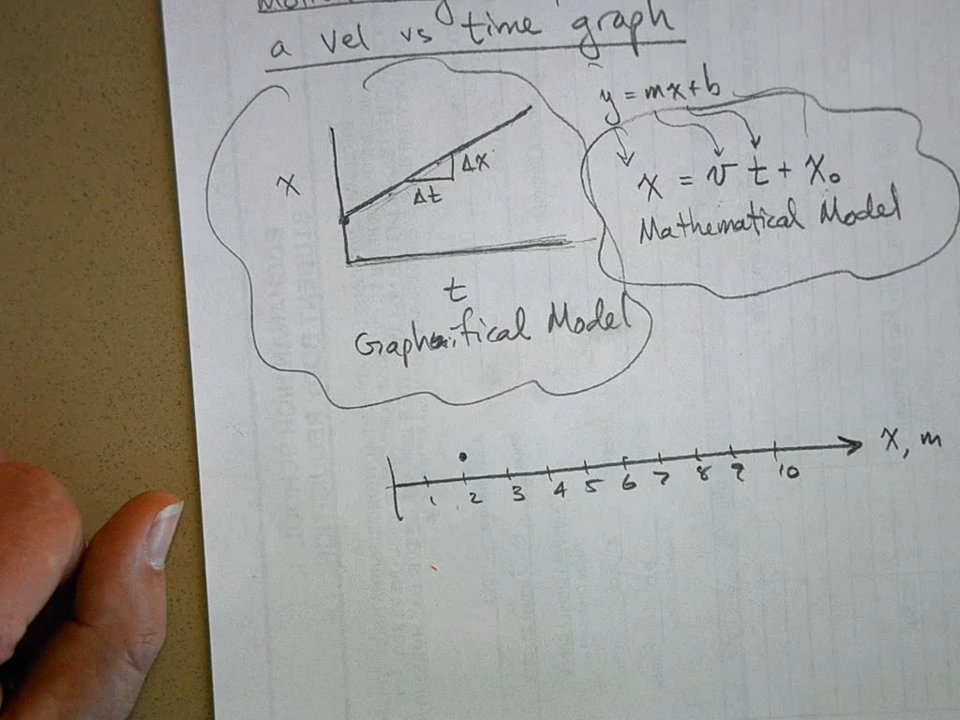 a vel vs time graph
y = mx + b
x = v t + x₀
Mathematical Model
x
Δx
Δt
t
Model
x, m
1 2 3 4 5 6 7 8 9 10